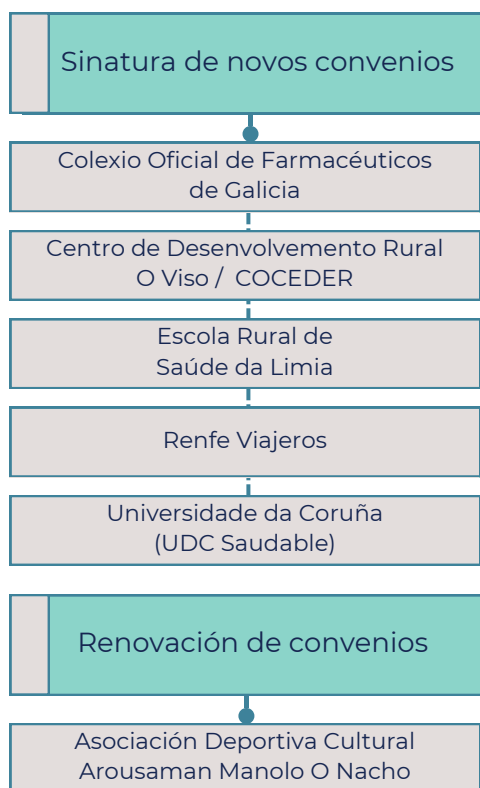 Sinatura de novos convenios
Colexio Oficial de Farmacéuticos
de Galicia
Centro de Desenvolvemento Rural
O Viso / COCEDER
Escola Rural de
Saúde da Limia
Renfe Viajeros
Universidade da Coruña
(UDC Saudable)
Renovación de convenios
Asociación Deportiva Cultural
Arousaman Manolo O Nacho